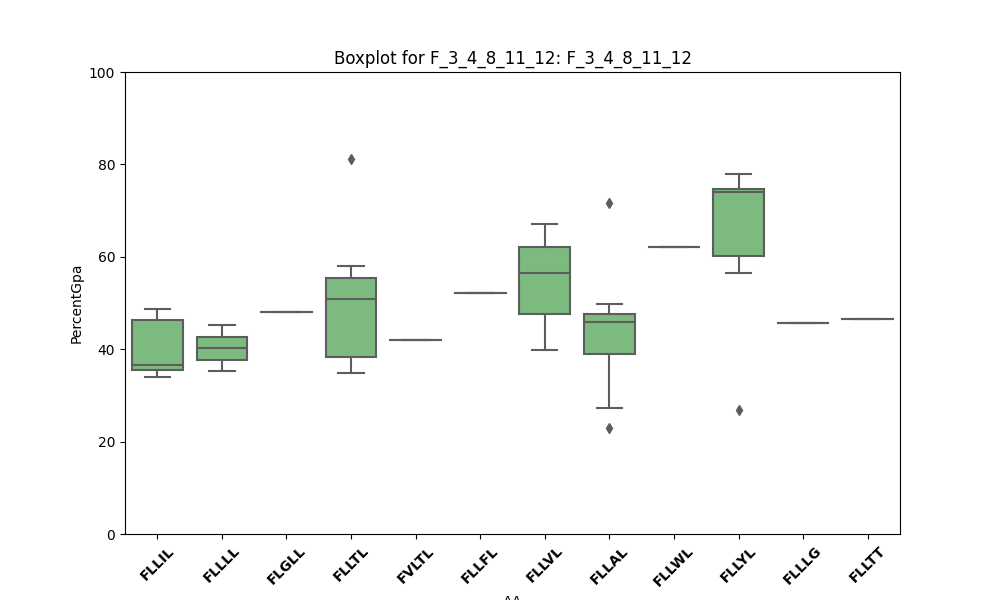 Boxplot for F_3_4_8_11_12: F_3_4_8_11_12
PercentGpa
100
80
60
40
20
0
FLLIL
FLLLL
FLGLL
FLLTL
FVLTL
FLLFL
FLLVL
FLLAL
FLLWL
FLLYL
FLLLG
FLLTT
AA